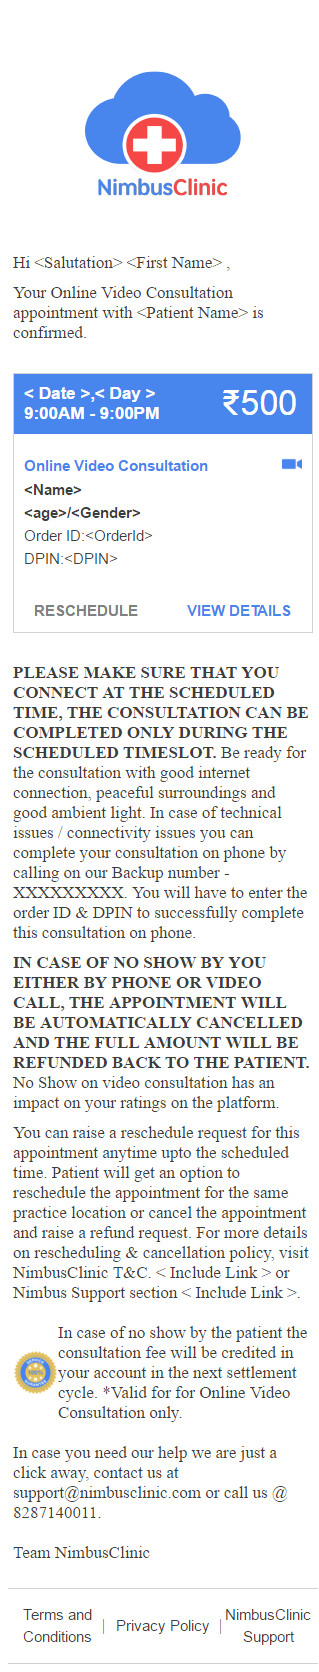 NimbusClinic
Hi <Salutation> <First Name> ,
Your Online Video Consultation
appointment with <Patient Name> is
confirmed.
< Date >,< Day >
9:00AM - 9:00PM
₹500
Online Video Consultation
<Name>
<age>/<Gender>
Order ID:<OrderId>
DPIN:<DPIN>
RESCHEDULE
VIEW DETAILS
PLEASE MAKE SURE THAT YOU
CONNECT AT THE SCHEDULED
TIME, THE CONSULTATION CAN BE
COMPLETED ONLY DURING THE
SCHEDULED TIMESLOT. Be ready for
the consultation with good internet
connection, peaceful surroundings and
good ambient light. In case of technical
issues / connectivity issues you can
complete your consultation on phone by
calling on our Backup number -
XXXXXXXXX. You will have to enter the
order ID & DPIN to successfully complete
this consultation on phone.
IN CASE OF NO SHOW BY YOU
EITHER BY PHONE OR VIDEO
CALL, THE APPOINTMENT WILL
BE AUTOMATICALLY CANCELLED
AND THE FULL AMOUNT WILL BE
REFUNDED BACK TO THE PATIENT.
No Show on video consultation has an
impact on your ratings on the platform.
You can raise a reschedule request for this
appointment anytime upto the scheduled
time. Patient will get an option to
reschedule the appointment for the same
practice location or cancel the appointment
and raise a refund request. For more details
on rescheduling & cancellation policy, visit
NimbusClinic T&C. < Include Link > or
Nimbus Support section < Include Link >.
In case of no show by the patient the
consultation fee will be credited in
your account in the next settlement
cycle. *Valid for for Online Video
Consultation only.
In case you need our help we are just a
click away, contact us at
support@nimbusclinic.com or call us @
8287140011.
Team NimbusClinic
Terms and
Conditions
Privacy Policy
NimbusClinic
Support